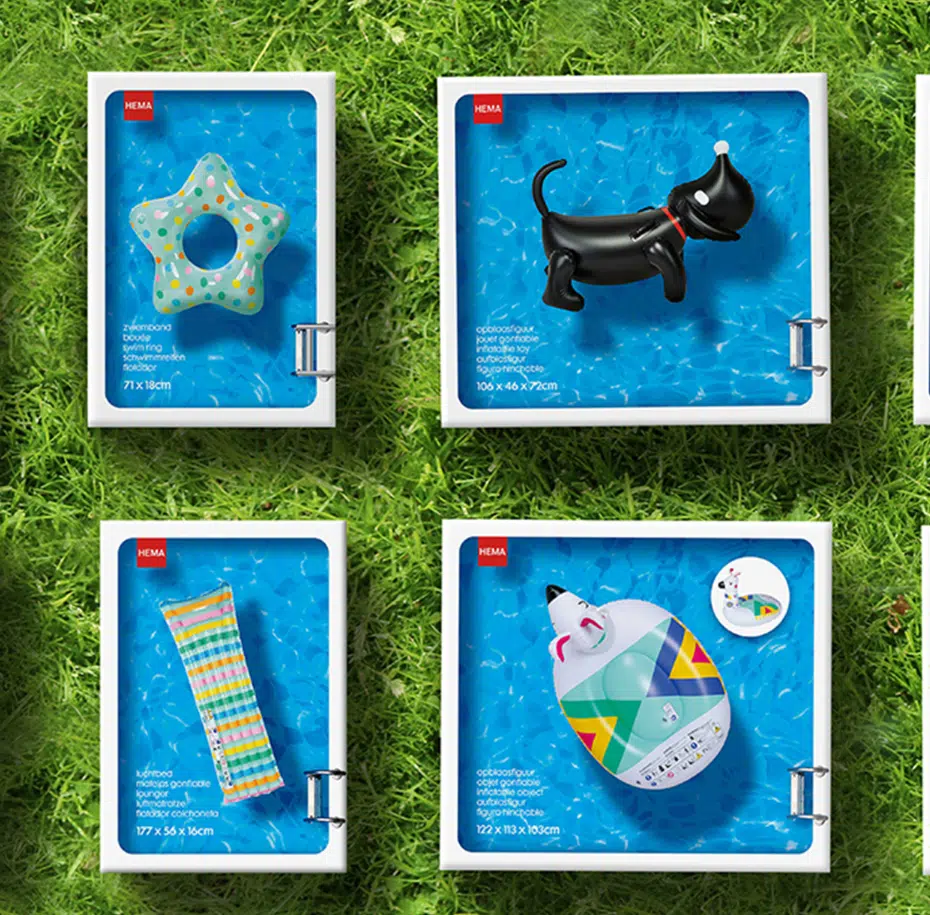 HEMA
zwemband
bouée
swim ring
schwimmreifen
flotador
71 x 18cm
HEMA
opblaasfiguur
jouet gonflable
inflatable toy
aufblasfigur
figura hinchable
106 x 46 x 72cm
HEMA
luchtbed
matelas gonflable
lounger
luftmatratze
flotador colchoneta
177 x 56 x 16cm
HEMA
opblaasfiguur
objet gonflable
inflatable object
aufblasfigur
figura hinchable
122 x 113 x 103cm